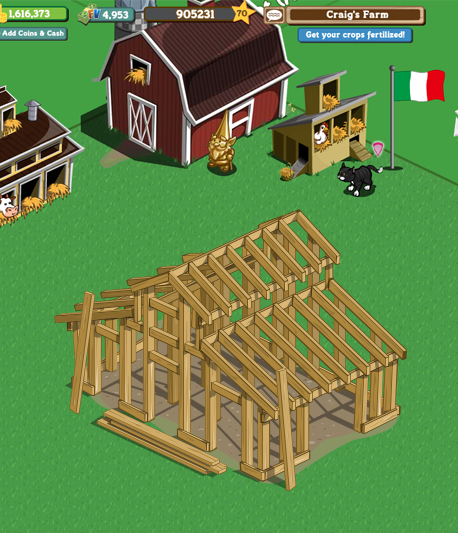 1,616,373
4,953
905231
70
Craig's Farm
Add Coins & Cash
Get your crops fertilized!